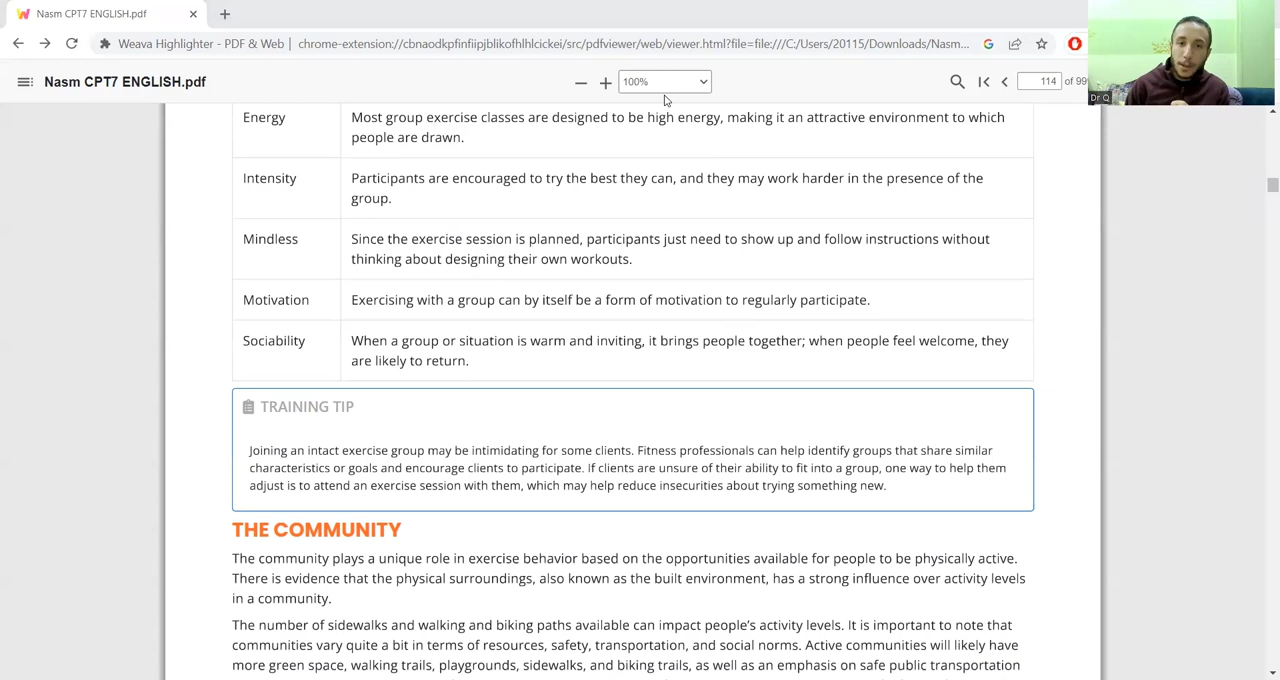 Nasm CPT7 ENGLISH.pdf
Weava Highlighter - PDF & Web | chrome-extension://cbnaodkpfinfiipjblikofhlhlcickei/src/pdfviewer/web/viewer.html?file=file:///C:/Users/20115/Downloads/Nasm...
Nasm CPT7 ENGLISH.pdf
100%
114 of 99
Dr Q
Energy
Most group exercise classes are designed to be high energy, making it an attractive environment to which
people are drawn.
Intensity
Participants are encouraged to try the best they can, and they may work harder in the presence of the
group.
Mindless
Since the exercise session is planned, participants just need to show up and follow instructions without
thinking about designing their own workouts.
Motivation
Exercising with a group can by itself be a form of motivation to regularly participate.
Sociability
When a group or situation is warm and inviting, it brings people together; when people feel welcome, they
are likely to return.
TRAINING TIP
Joining an intact exercise group may be intimidating for some clients. Fitness professionals can help identify groups that share similar
characteristics or goals and encourage clients to participate. If clients are unsure of their ability to fit into a group, one way to help them
adjust is to attend an exercise session with them, which may help reduce insecurities about trying something new.
THE COMMUNITY
The community plays a unique role in exercise behavior based on the opportunities available for people to be physically active.
There is evidence that the physical surroundings, also known as the built environment, has a strong influence over activity levels
in a community.
The number of sidewalks and walking and biking paths available can impact people's activity levels. It is important to note that
communities vary quite a bit in terms of resources, safety, transportation, and social norms. Active communities will likely have
more green space, walking trails, playgrounds, sidewalks, and biking trails, as well as an emphasis on safe public transportation